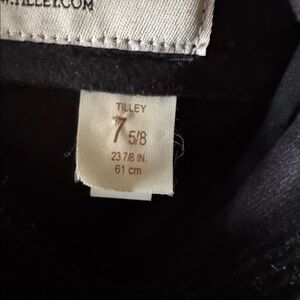 .TILLEY.COM
TILLEY
7 5/8
23 7/8 IN.
61 cm